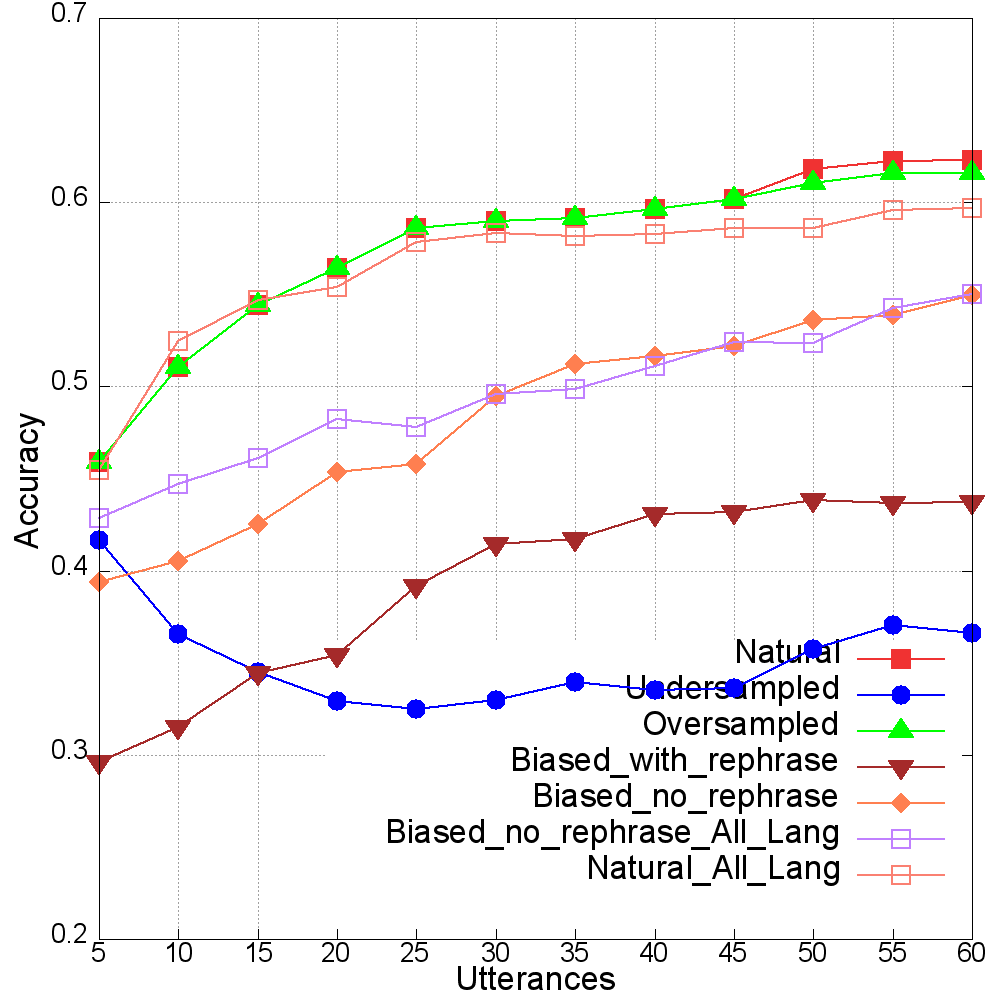 0.7
0.6
0.5
0.4
0.3
0.2
Accuracy
Natural
Undersampled
Oversampled
Biased_with_rephrase
Biased_no_rephrase
Biased_no_rephrase_All_Lang
Natural_All_Lang
5 10 15 20 25 30 35 40 45 50 55 60
Utterances